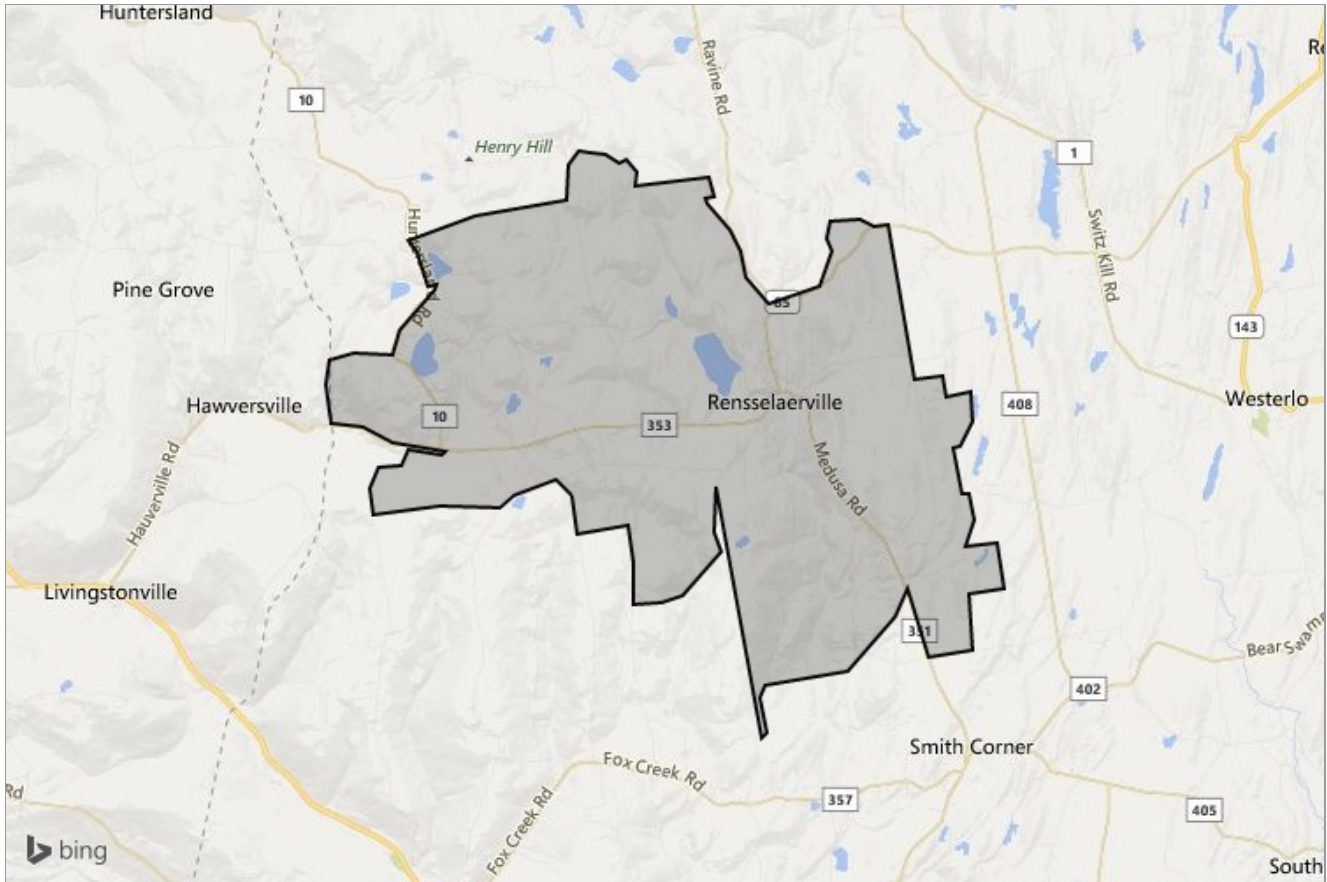 Huntersland
Ravine Rd
10
Henry Hill
1
Switz Kill Rd
Pine Grove
85
143
Hawversville
10
353
Rensselaerville
408
Westerlo
Hauvarville Rd
Medusa Rd
Livingstonville
331
Bear Swamp
402
Smith Corner
Fox Creek Rd
Fox Creek Rd
357
405
Rd
bing
South